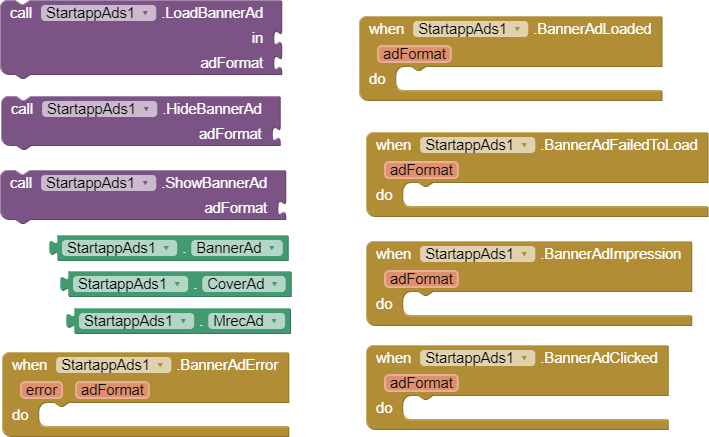 call StartappAds1 .LoadBannerAd
in
adFormat
call StartappAds1 .HideBannerAd
adFormat
call StartappAds1 .ShowBannerAd
adFormat
StartappAds1 . BannerAd
StartappAds1 . CoverAd
StartappAds1 . MrecAd
when StartappAds1 .BannerAdError
error adFormat
do
when StartappAds1 .BannerAdLoaded
adFormat
do
when StartappAds1 .BannerAdFailedToLoad
adFormat
do
when StartappAds1 .BannerAdImpression
adFormat
do
when StartappAds1 .BannerAdClicked
adFormat
do